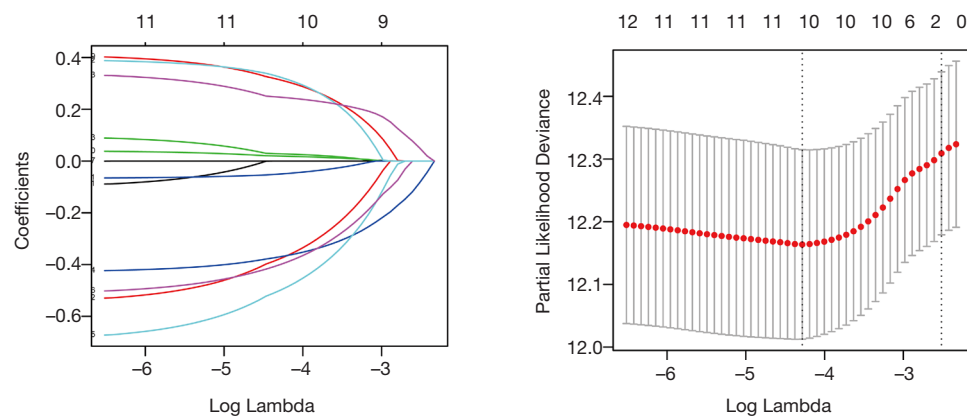 11 11 10 9
0.4
0.2
0.0
−0.2
−0.4
−0.6
Coefficients
−6 −5 −4 −3
Log Lambda
12 11 11 11 11 10 10 10 6 2 0
12.4
12.3
12.2
12.1
12.0
Partial Likelihood Deviance
−6 −5 −4 −3
Log Lambda